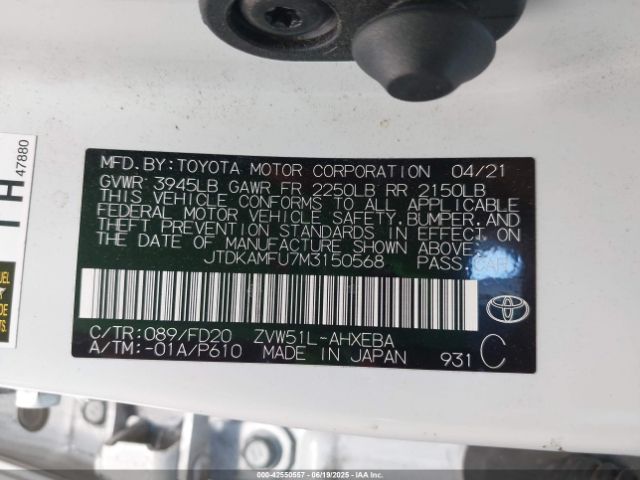 47880
TH
MFD. BY: TOYOTA MOTOR CORPORATION 04/21
GVWR 3945LB GAWR FR 2250LB RR 2150LB
THIS VEHICLE CONFORMS TO ALL APPLICABLE
FEDERAL MOTOR VEHICLE SAFETY, BUMPER, AND
THEFT PREVENTION STANDARDS IN EFFECT ON
THE DATE OF MANUFACTURE SHOWN ABOVE.
JTDKAMFU7M3150568 PASS. CAR
TOYOTA
C/TR: 089/FD20 ZVW51L-AHXEBA
A/TM: -01A/P610 MADE IN JAPAN 931 C
000-42550557 - 06/19/2025 - IAA Inc.